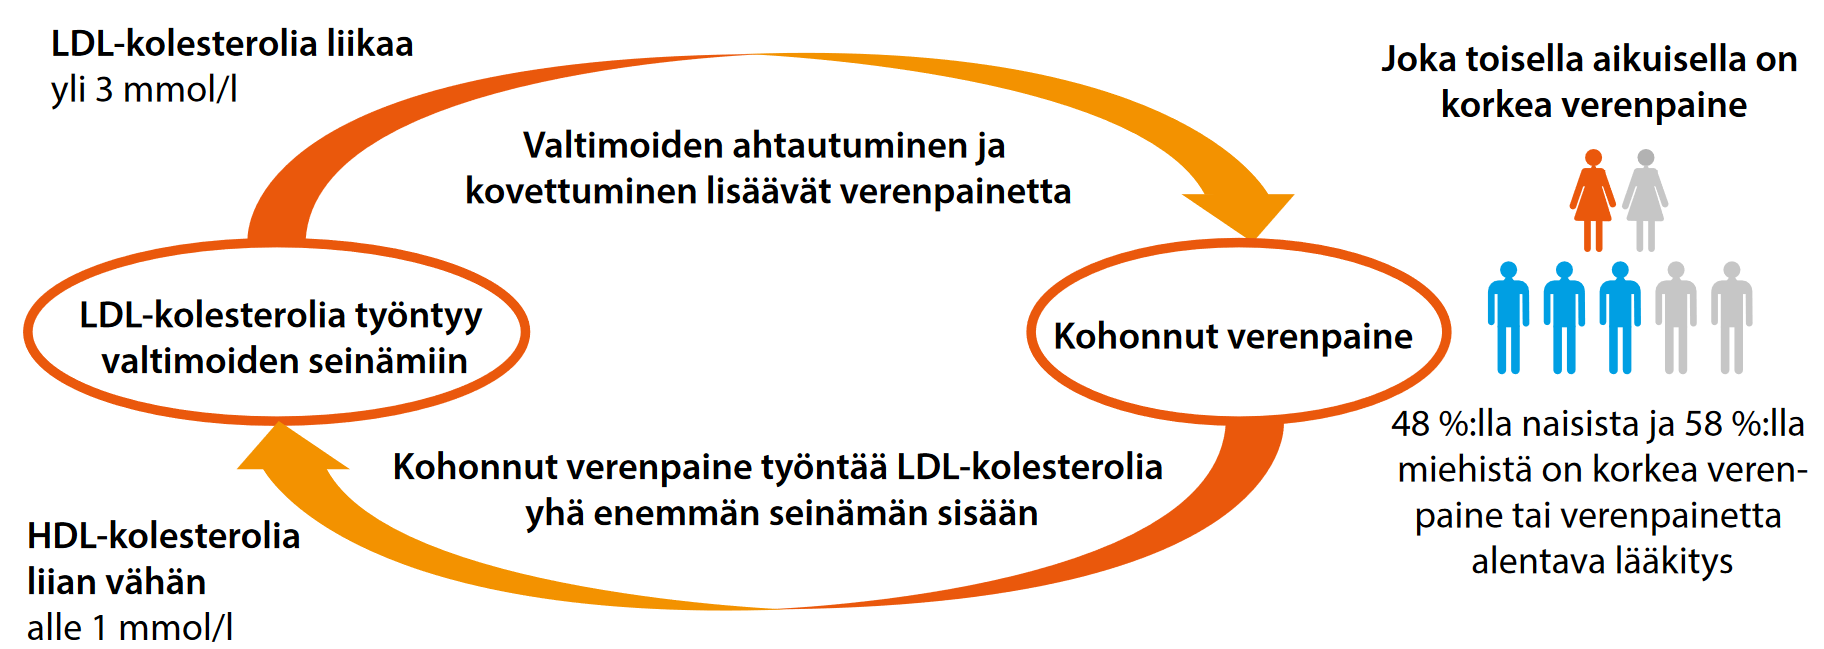 LDL-kolesterolia liikaa
yli 3 mmol/l
Valtimoiden ahtautuminen ja
kovettuminen lisäävät verenpainetta
LDL-kolesterolia työntyy
valtimoiden seinämiin
Kohonnut verenpaine
Kohonnut verenpaine työntää LDL-kolesterolia
yhä enemmän seinämän sisään
HDL-kolesterolia
liian vähän
alle 1 mmol/l
Joka toisella aikuisella on
korkea verenpaine
48 %:lla naisista ja 58 %:lla
miehistä on korkea veren-
paine tai verenpainetta
alentava lääkitys